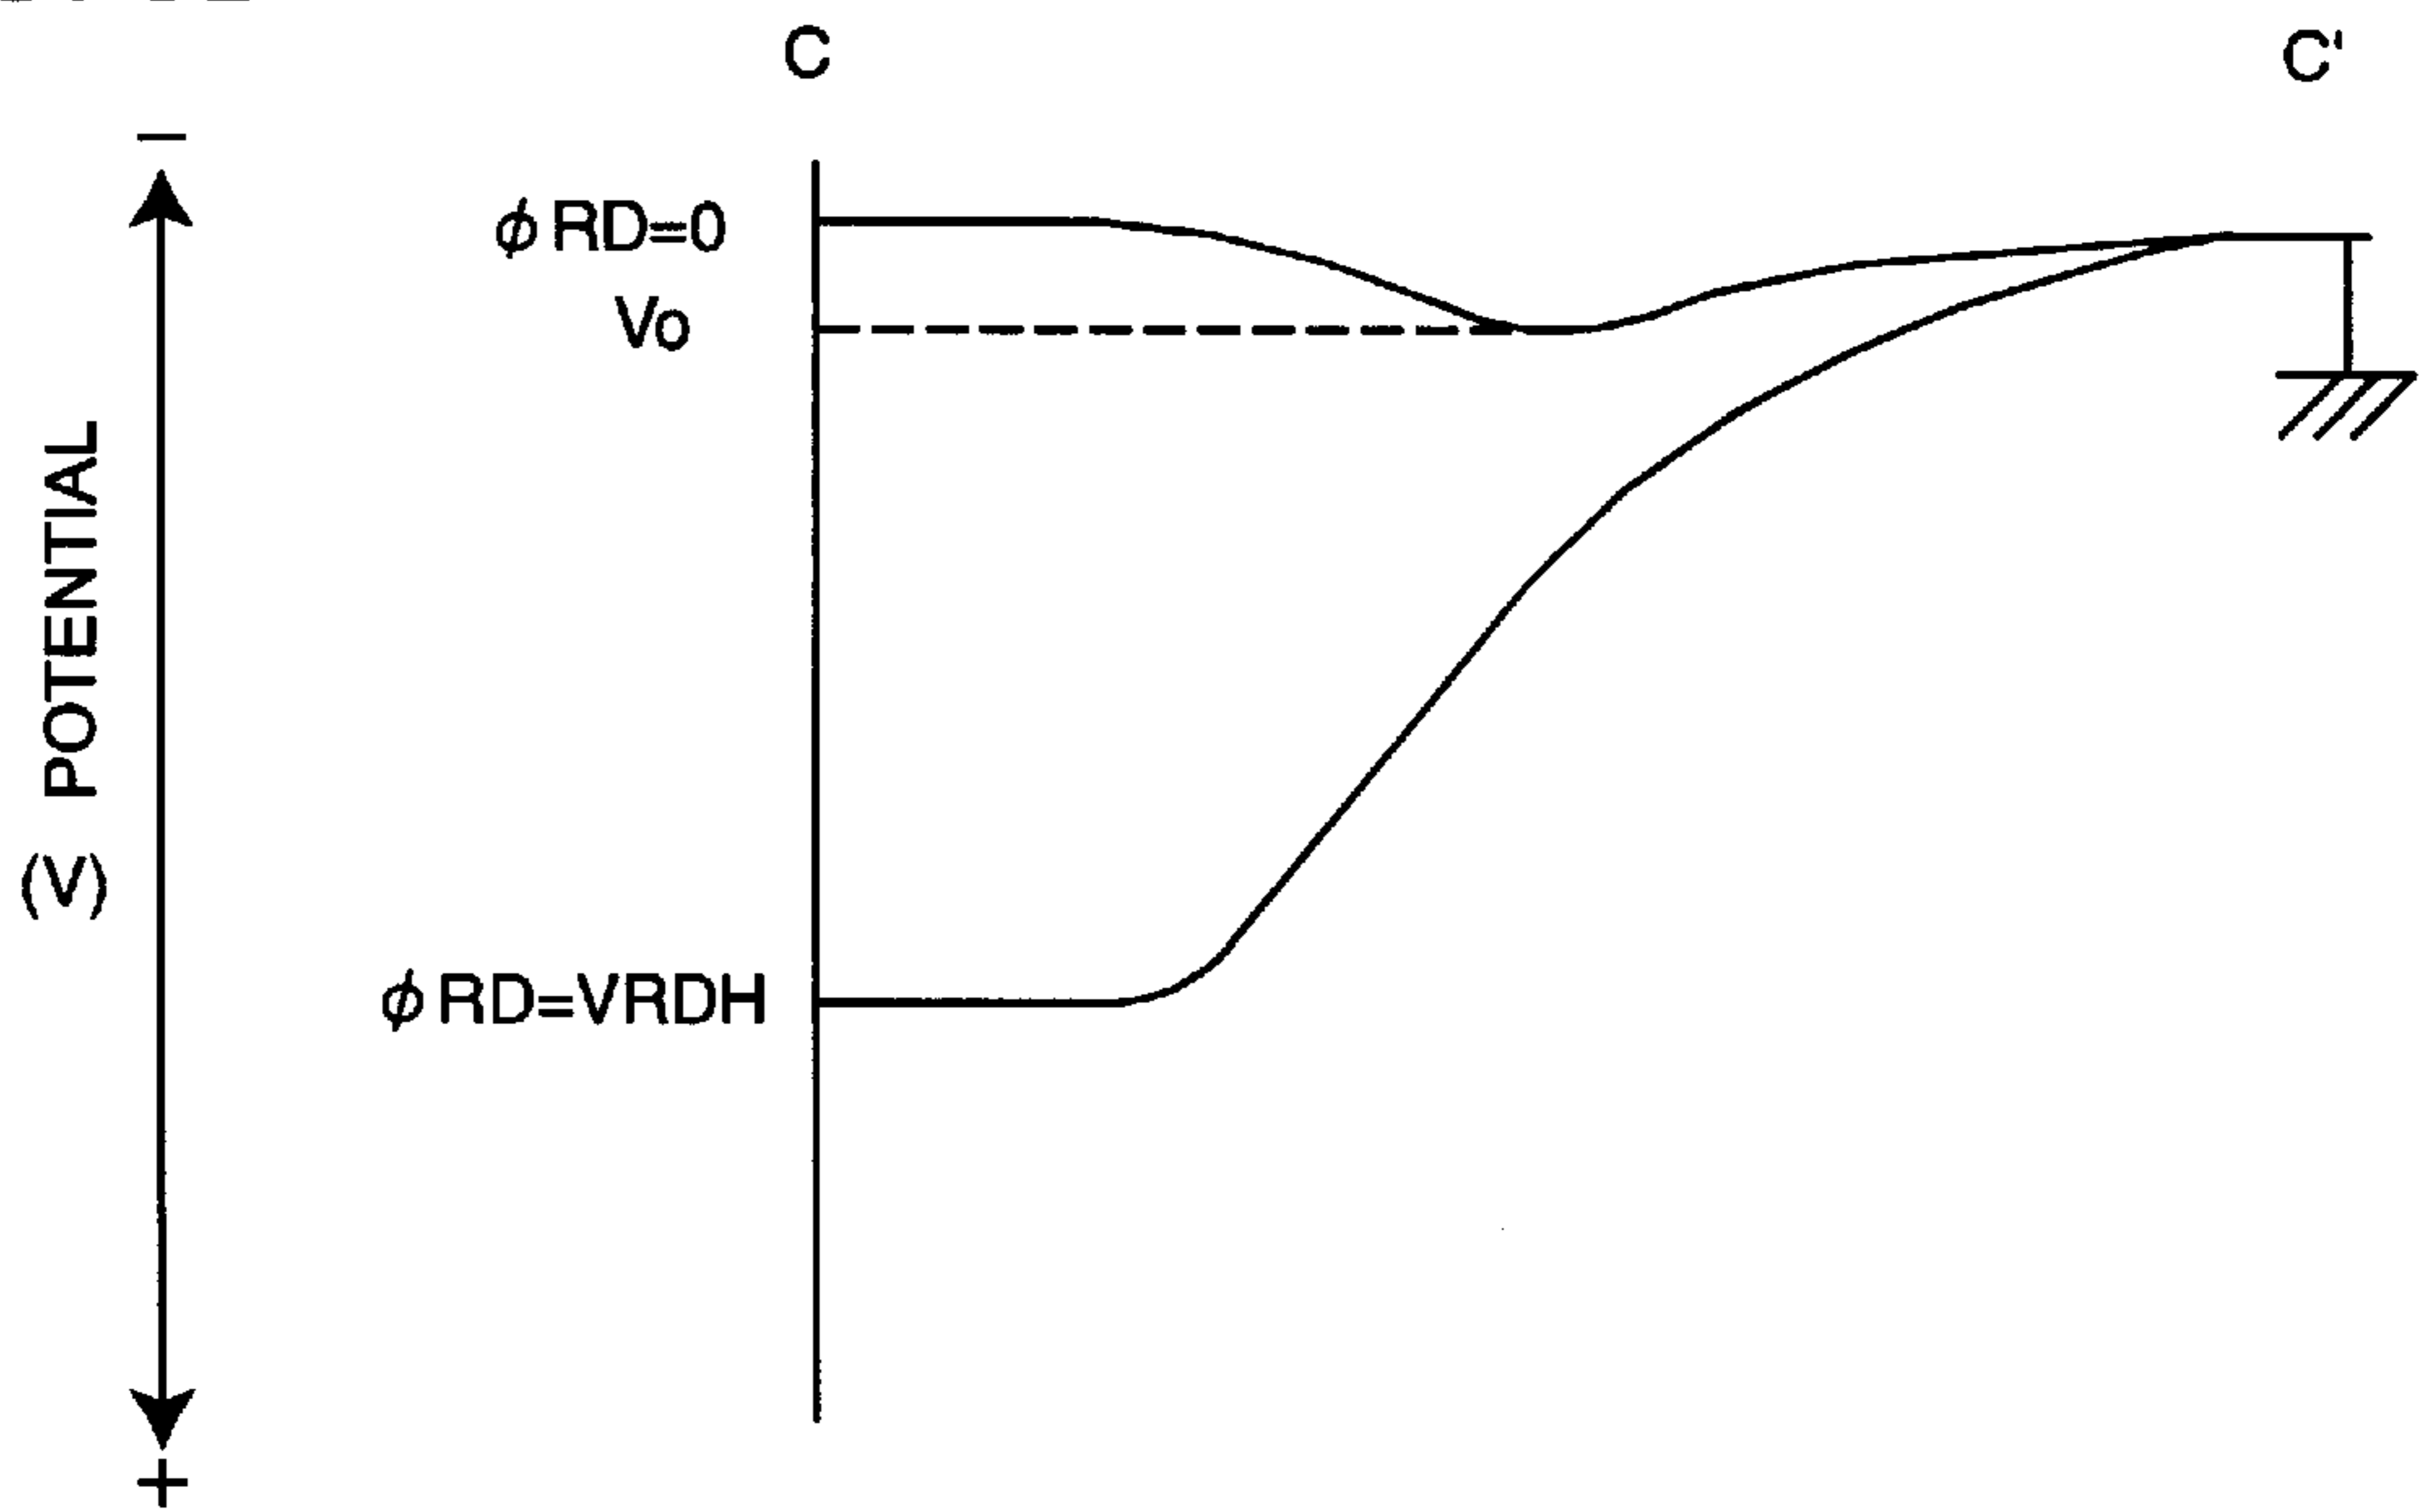 C
C'
−
ϕRD=0
Vo
POTENTIAL
(V)
ϕRD=VRDH
+